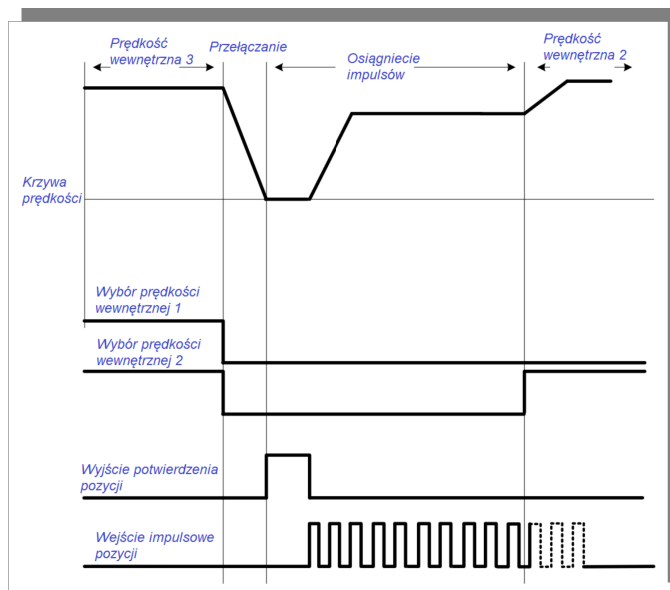 Prędkość
wewnętrzna 3
Przełączanie
Osiągniecie
impulsów
Prędkość
wewnętrzna 2
Krzywa
prędkości
Wybór prędkości
wewnętrznej 1
Wybór prędkości
wewnętrznej 2
Wyjście potwierdzenia
pozycji
Wejście impulsowe
pozycji